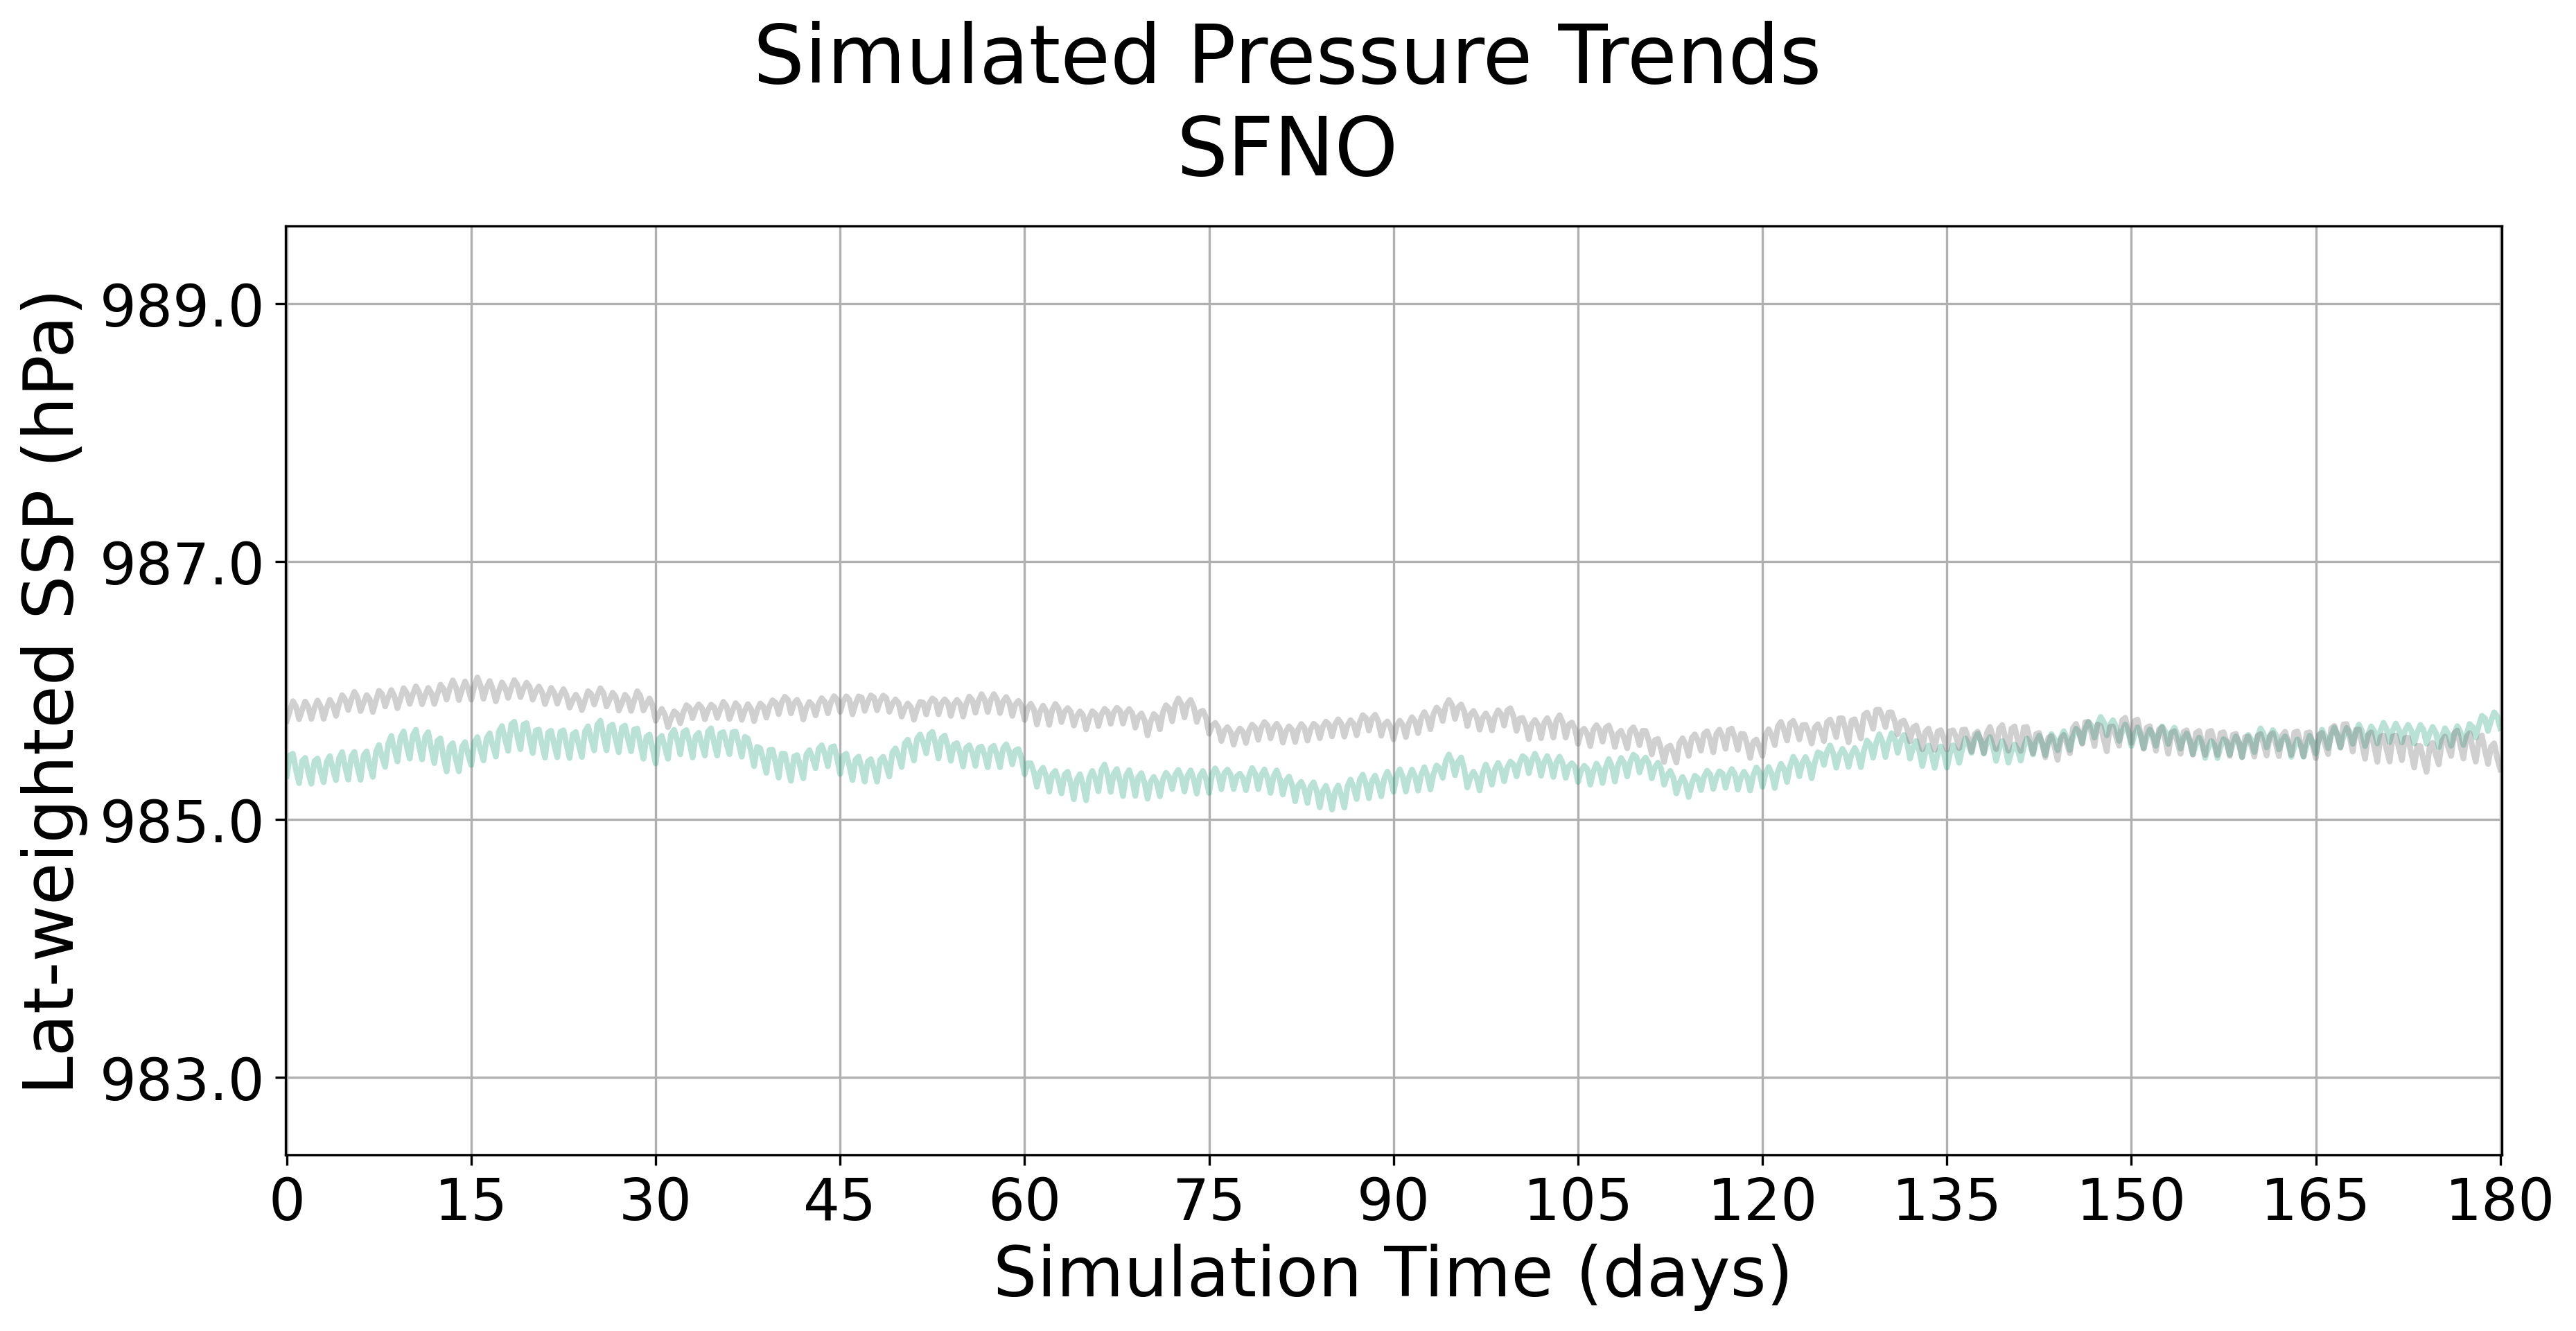 Simulated Pressure Trends
SFNO
Lat-weighted SSP (hPa)
989.0
987.0
985.0
983.0
0 15 30 45 60 75 90 105 120 135 150 165 180
Simulation Time (days)